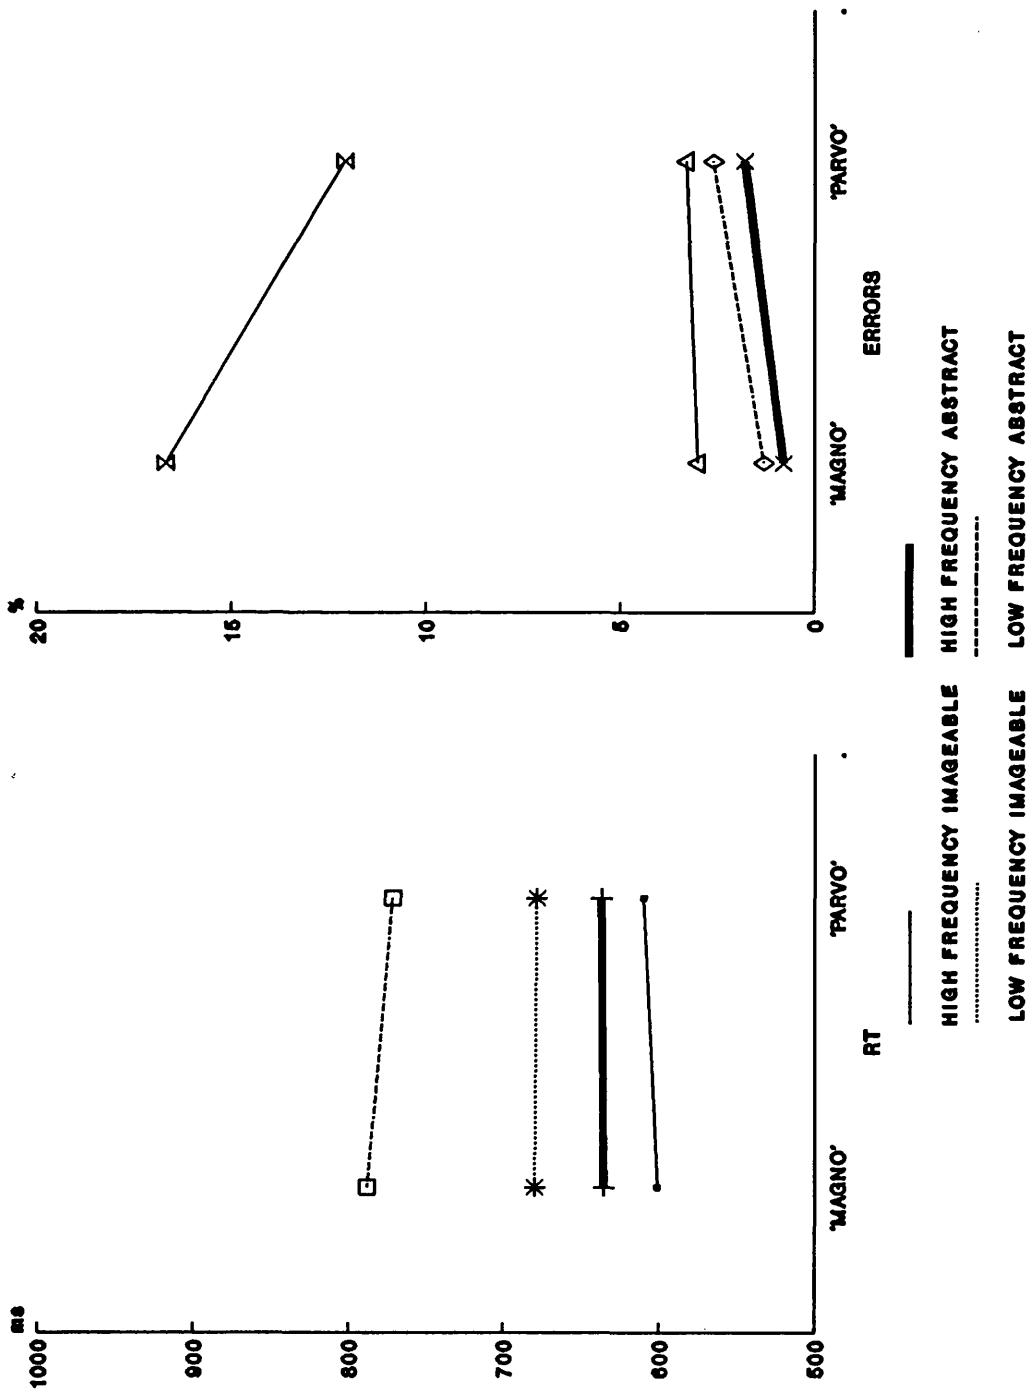 ms
1000
900
800
700
600
500
'MAGNO'
'PARVO'
RT
%
20
15
10
5
0
'MAGNO'
'PARVO'
ERRORS
HIGH FREQUENCY IMAGEABLE
HIGH FREQUENCY ABSTRACT
LOW FREQUENCY IMAGEABLE
LOW FREQUENCY ABSTRACT